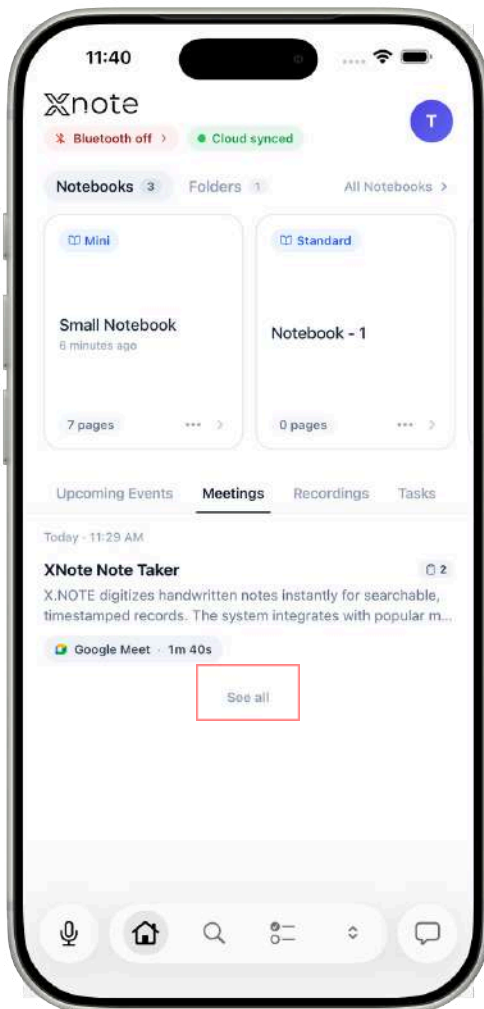 11:40
Xnote
T
Bluetooth off >
Cloud synced
Notebooks 3
Folders 1
All Notebooks >
Mini
Standard
Small Notebook
6 minutes ago
Notebook - 1
7 pages
0 pages
Upcoming Events
Meetings
Recordings
Tasks
Today - 11:29 AM
XNote Note Taker
2
X.NOTE digitizes handwritten notes instantly for searchable,
timestamped records. The system integrates with popular m...
Google Meet · 1m 40s
See all